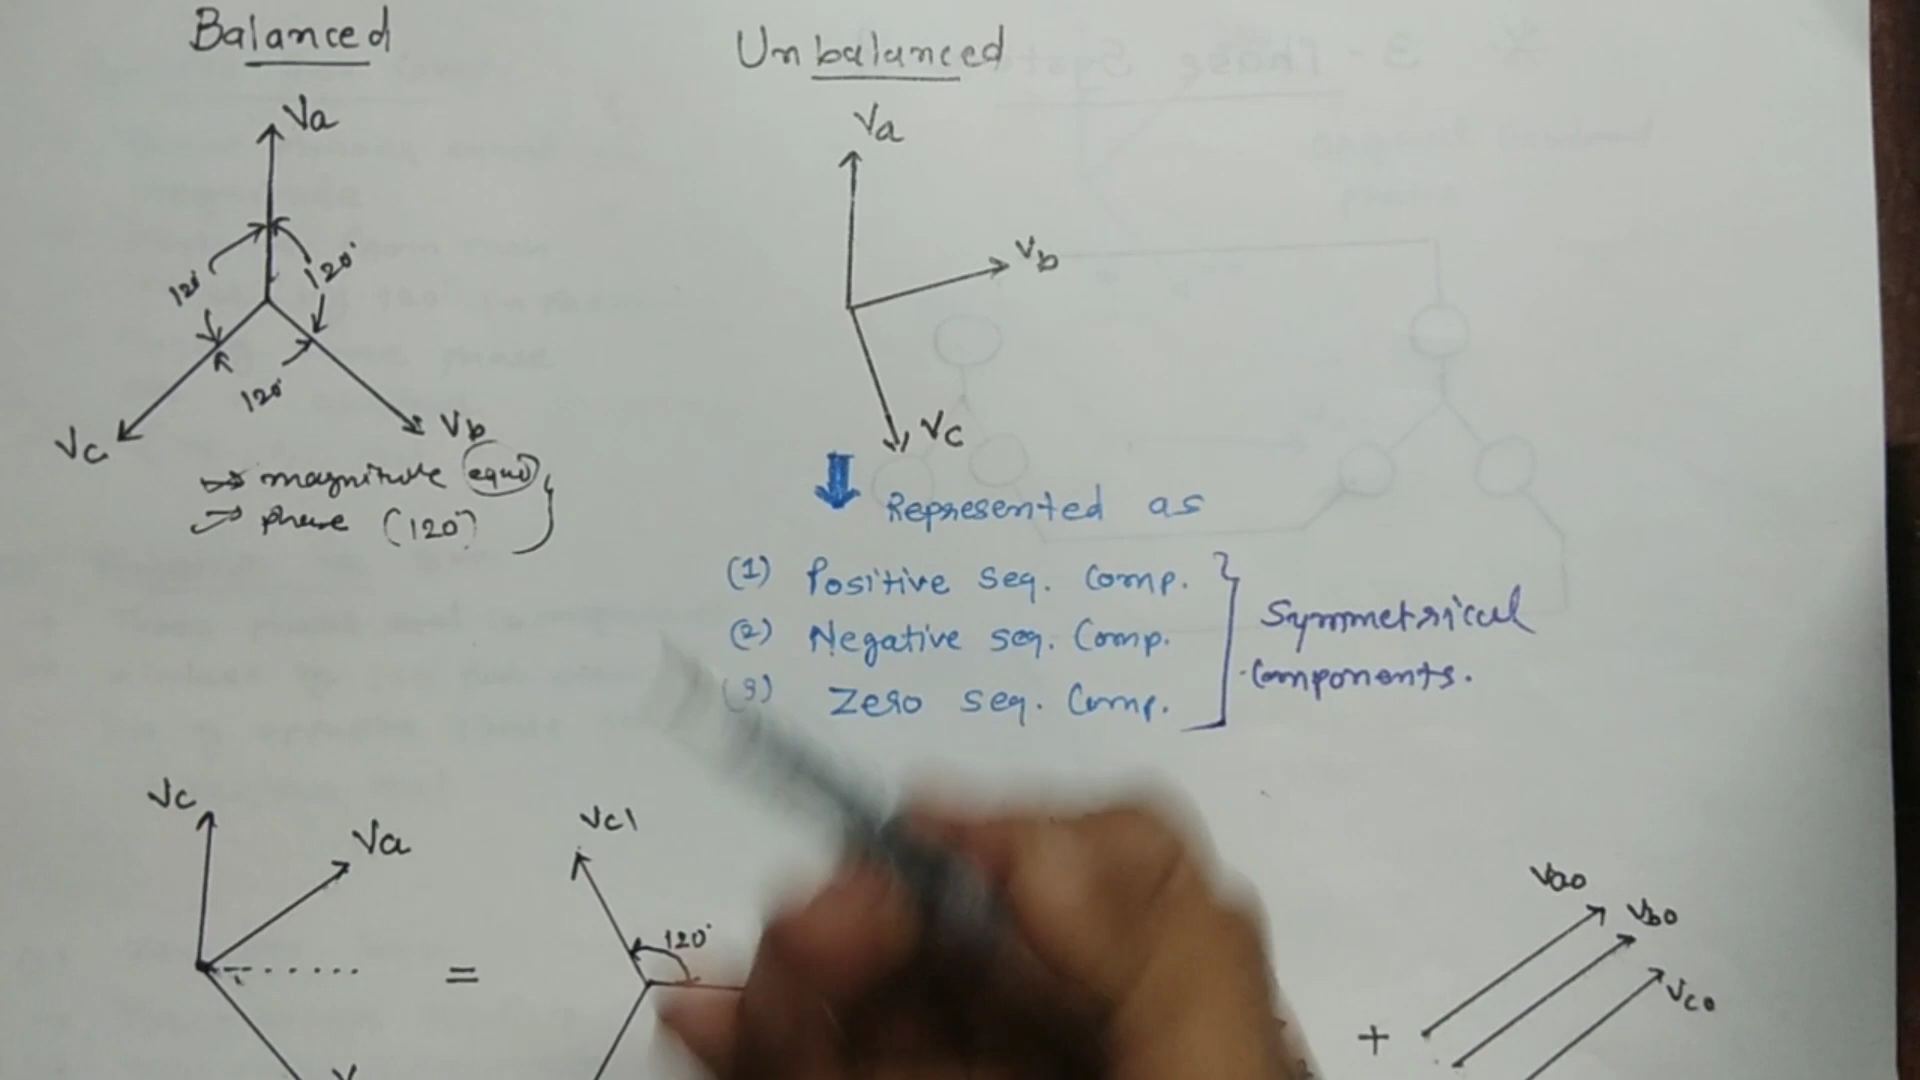 Balanced
Va
120°
120°
120°
Vc
Vb
→ magnitude equal
→ phase (120°)
Unbalanced
Va
Vb
Vc
Represented as
(1) Positive Seq. Comp.
(2) Negative seq. Comp.
(3) Zero seq. Comp.
Symmetrical
Components.
Vc
Va
=
Vc1
120°
+
Va0
Vb0
Vc0